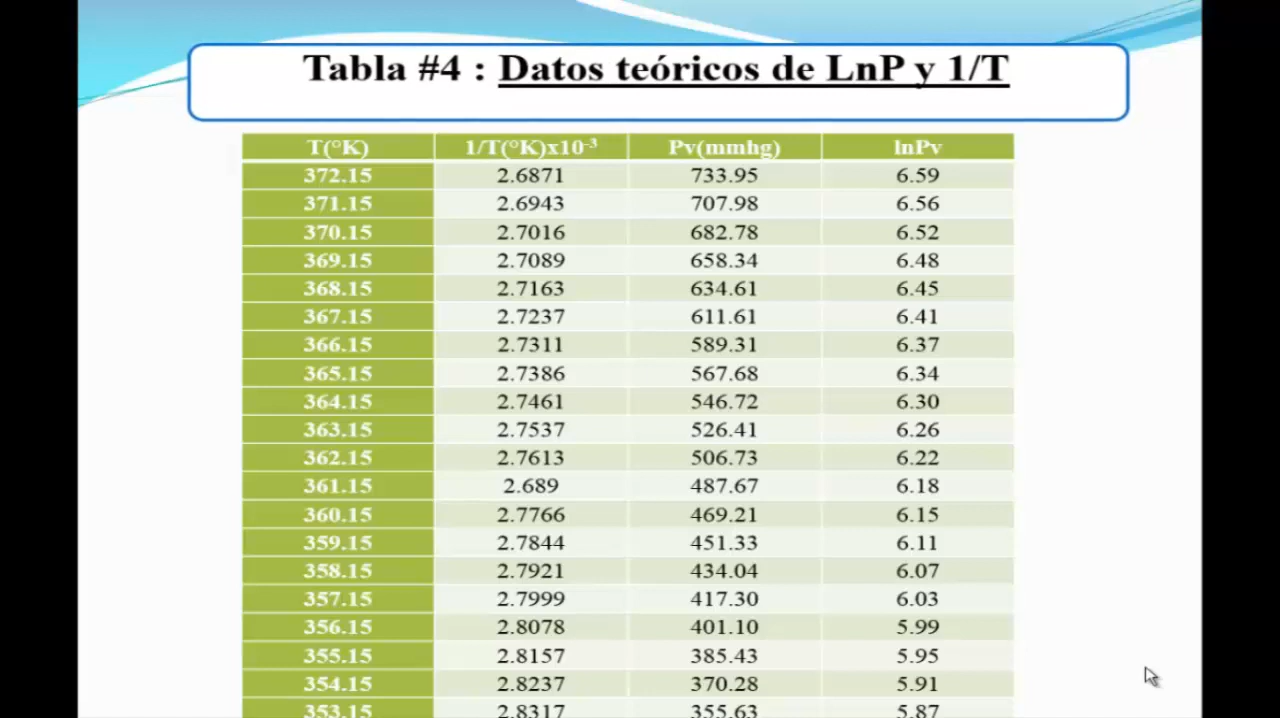 Tabla #4 : Datos teóricos de LnP y 1/T
T(°K) 1/T(°K)x10-3 Pv(mmhg) lnPv
372.15 2.6871 733.95 6.59
371.15 2.6943 707.98 6.56
370.15 2.7016 682.78 6.52
369.15 2.7089 658.34 6.48
368.15 2.7163 634.61 6.45
367.15 2.7237 611.61 6.41
366.15 2.7311 589.31 6.37
365.15 2.7386 567.68 6.34
364.15 2.7461 546.72 6.30
363.15 2.7537 526.41 6.26
362.15 2.7613 506.73 6.22
361.15 2.689 487.67 6.18
360.15 2.7766 469.21 6.15
359.15 2.7844 451.33 6.11
358.15 2.7921 434.04 6.07
357.15 2.7999 417.30 6.03
356.15 2.8078 401.10 5.99
355.15 2.8157 385.43 5.95
354.15 2.8237 370.28 5.91
353.15 2.8317 355.63 5.87